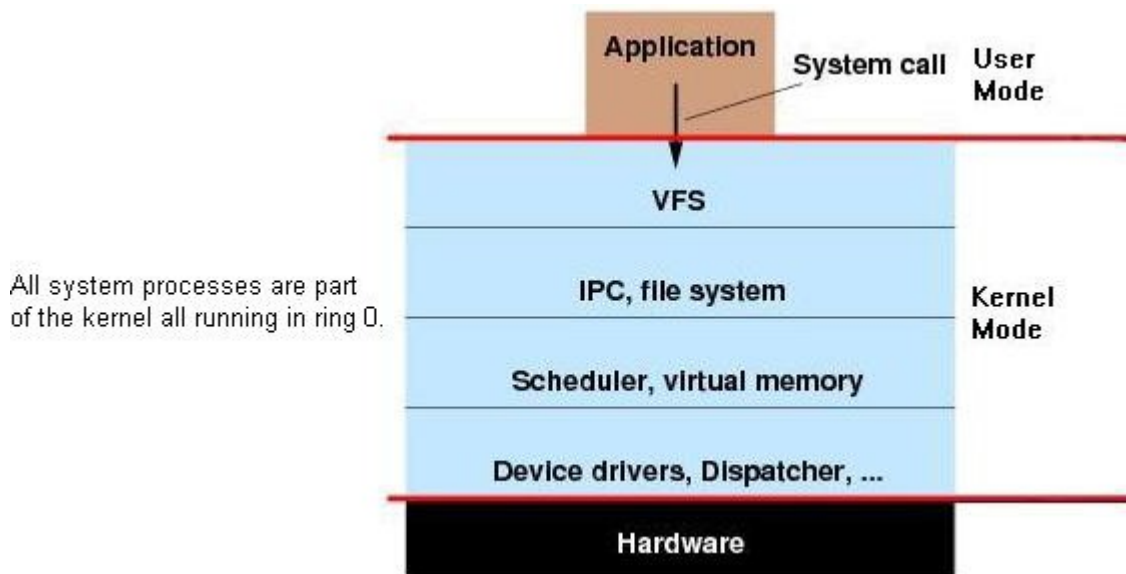 Application
System call
User
Mode
VFS
All system processes are part
of the kernel all running in ring 0.
IPC, file system
Kernel
Mode
Scheduler, virtual memory
Device drivers, Dispatcher, ...
Hardware